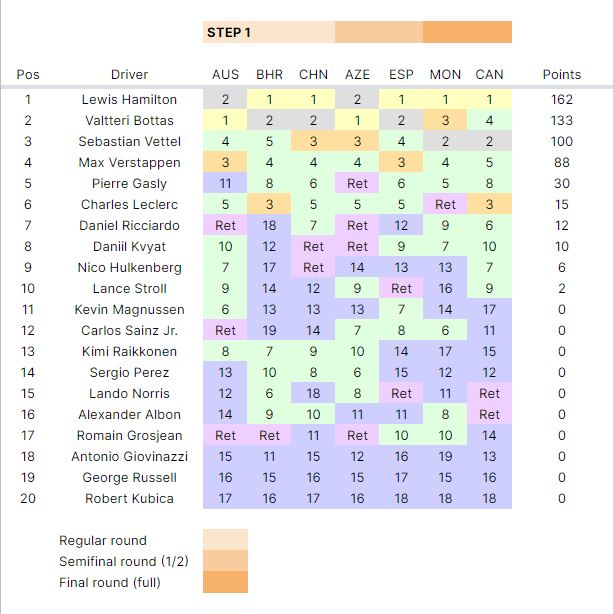 STEP 1
Pos Driver AUS BHR CHN AZE ESP MON CAN Points
1 Lewis Hamilton 2 1 1 2 1 1 1 162
2 Valtteri Bottas 1 2 2 1 2 3 4 133
3 Sebastian Vettel 4 5 3 3 4 2 2 100
4 Max Verstappen 3 4 4 4 3 4 5 88
5 Pierre Gasly 11 8 6 Ret 6 5 8 30
6 Charles Leclerc 5 3 5 5 5 Ret 3 15
7 Daniel Ricciardo Ret 18 7 Ret 12 9 6 12
8 Daniil Kvyat 10 12 Ret Ret 9 7 10 10
9 Nico Hulkenberg 7 17 Ret 14 13 13 7 6
10 Lance Stroll 9 14 12 9 Ret 16 9 2
11 Kevin Magnussen 6 13 13 13 7 14 17 0
12 Carlos Sainz Jr. Ret 19 14 7 8 6 11 0
13 Kimi Raikkonen 8 7 9 10 14 17 15 0
14 Sergio Perez 13 10 8 6 15 12 12 0
15 Lando Norris 12 6 18 8 Ret 11 Ret 0
16 Alexander Albon 14 9 10 11 11 8 Ret 0
17 Romain Grosjean Ret Ret 11 Ret 10 10 14 0
18 Antonio Giovinazzi 15 11 15 12 16 19 13 0
19 George Russell 16 15 16 15 17 15 16 0
20 Robert Kubica 17 16 17 16 18 18 18 0
Regular round
Semifinal round (1/2)
Final round (full)